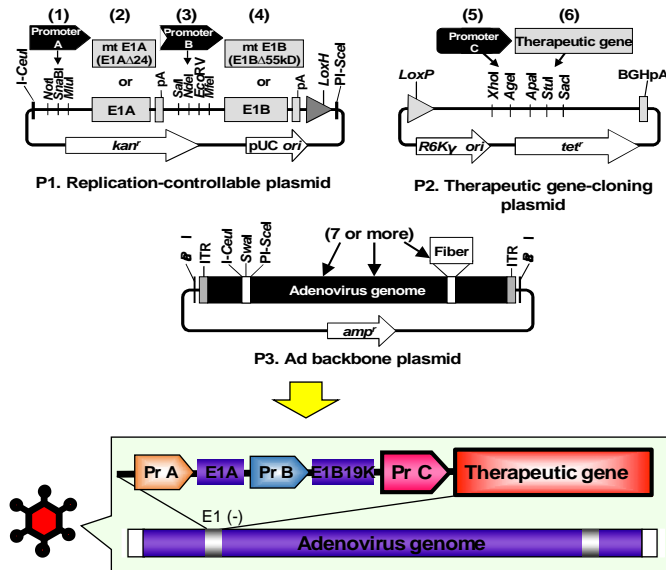 (1)
(2)
(3)
(4)
Promoter
A
mt E1A
(E1AΔ24)
Promoter
B
mt E1B
(E1BΔ55kD)
or
or
I-CeuI
NotI
SnaBI
MluI
E1A
pA
SalI
NdeI
EcoRV
MfeI
E1B
pA
LoxH
PI-SceI
kanʳ
pUC ori
P1. Replication-controllable plasmid
(5)
(6)
Promoter
C
Therapeutic gene
LoxP
XhoI
AgeI
ApaI
StuI
SacI
BGHpA
R6Kγ ori
tetʳ
P2. Therapeutic gene-cloning
plasmid
(7 or more)
ITR
I-CeuI
SwaI
PI-SceI
Fiber
ITR
Adenovirus genome
ampʳ
P3. Ad backbone plasmid
Pr A
E1A
Pr B
E1B19K
Pr C
Therapeutic gene
E1 (-)
Adenovirus genome